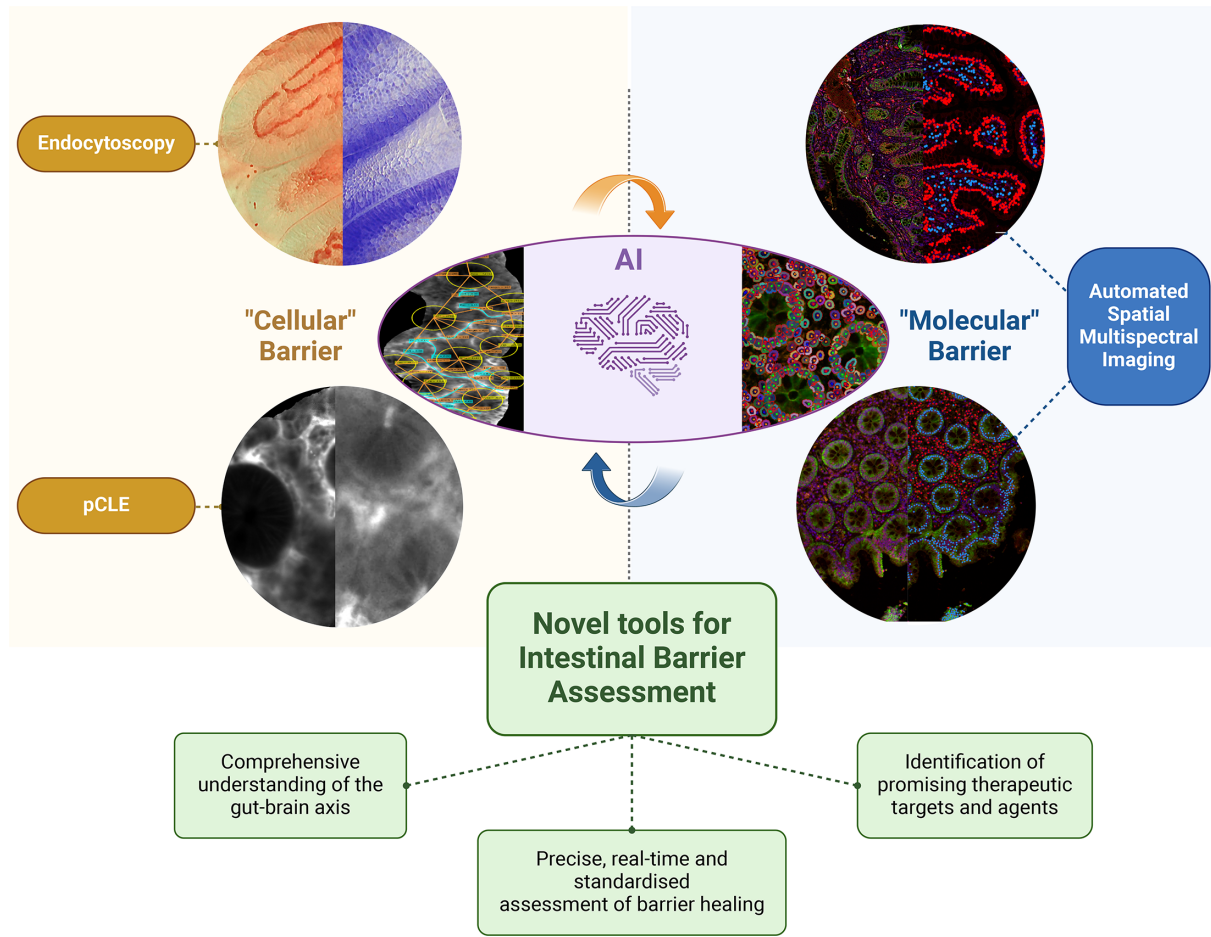 Endocytoscopy
AI
"Cellular"
Barrier
"Molecular"
Barrier
Automated
Spatial
Multispectral
Imaging
pCLE
Novel tools for
Intestinal Barrier
Assessment
Comprehensive
understanding of the
gut-brain axis
Identification of
promising therapeutic
targets and agents
Precise, real-time and
standardised
assessment of barrier healing